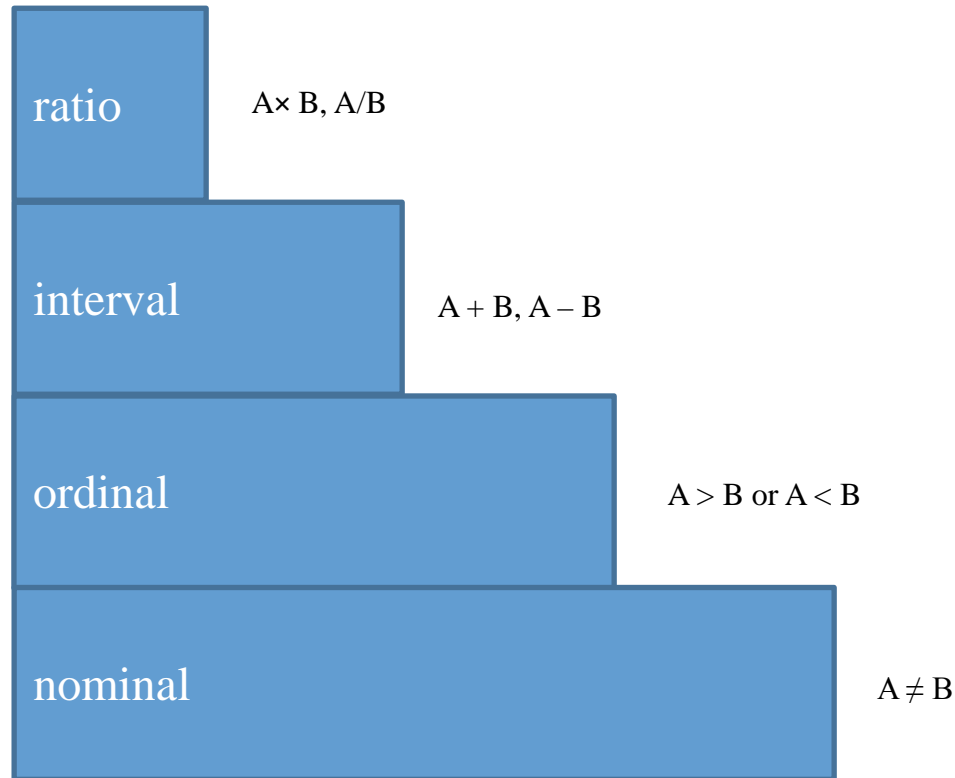 ratio A× B, A/B
interval A + B, A – B
ordinal A > B or A < B
nominal A ≠ B